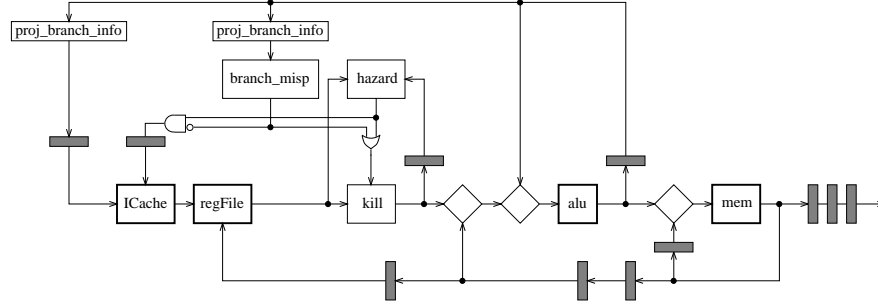 proj_branch_info
proj_branch_info
branch_misp
hazard
ICache
regFile
kill
alu
mem